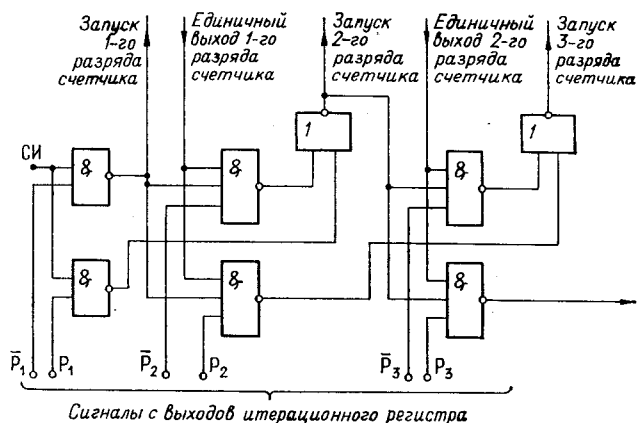 Запуск
1-го
разряда
счетчика
Единичный
выход 1-го
разряда
счетчика
Запуск
2-го
разряда
счетчика
Единичный
выход 2-го
разряда
счетчика
Запуск
3-го
разряда
счетчика
СИ
&
&
1
&
1
&
&
&
P̄1 P1
P̄2 P2
P̄3 P3
Сигналы с выходов итерационного регистра